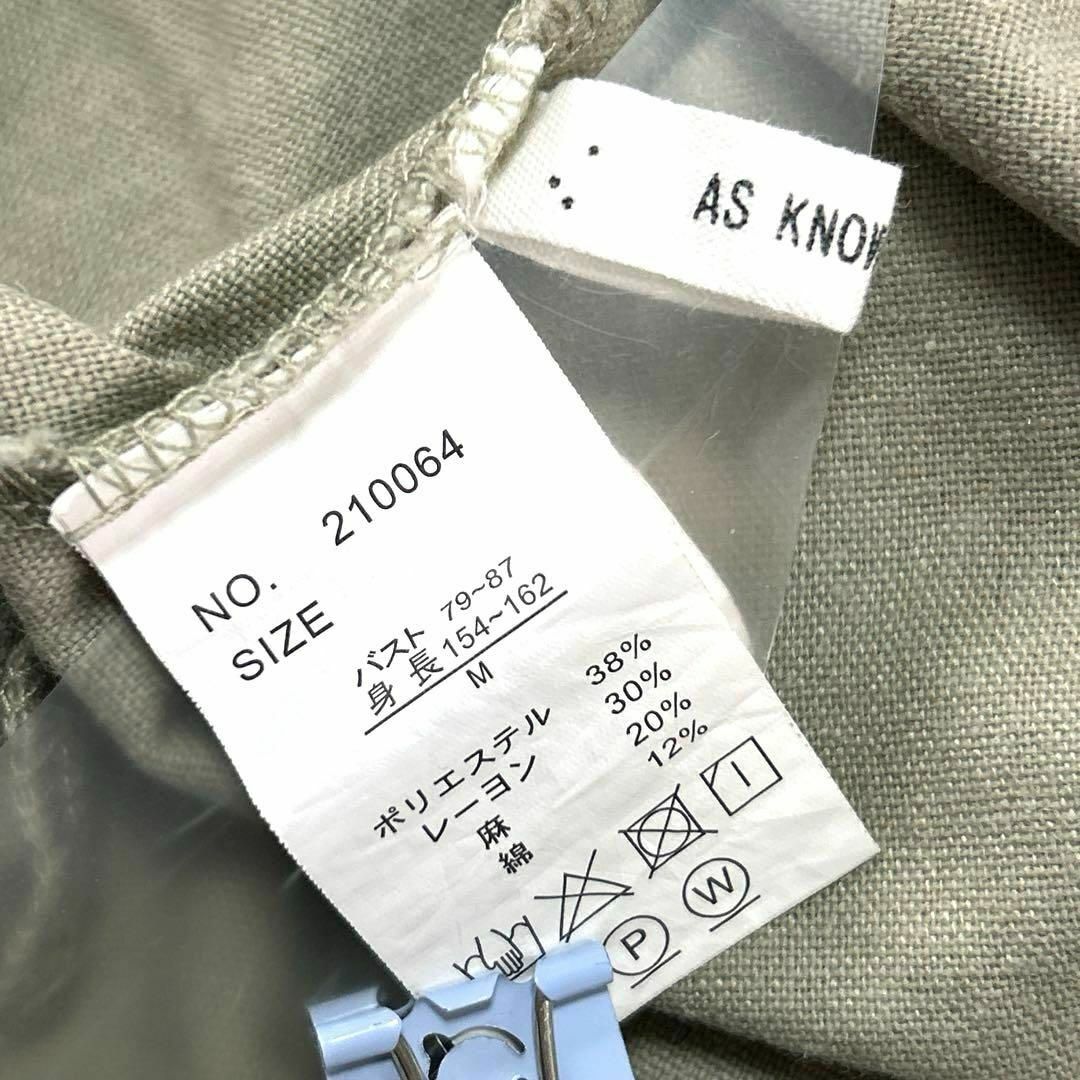 AS KNOW
NO. 210064
SIZE
バスト 79~87
身長 154~162
M
ポリエステル 38%
レーヨン 30%
麻 20%
綿 12%
P
W